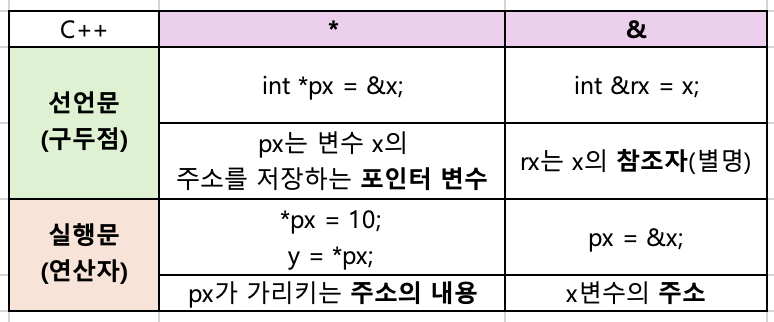 C++
*
&
선언문
(구두점)
int *px = &x;
int &rx = x;
px는 변수 x의
주소를 저장하는 포인터 변수
rx는 x의 참조자(별명)
실행문
(연산자)
*px = 10;
y = *px;
px = &x;
px가 가리키는 주소의 내용
x변수의 주소